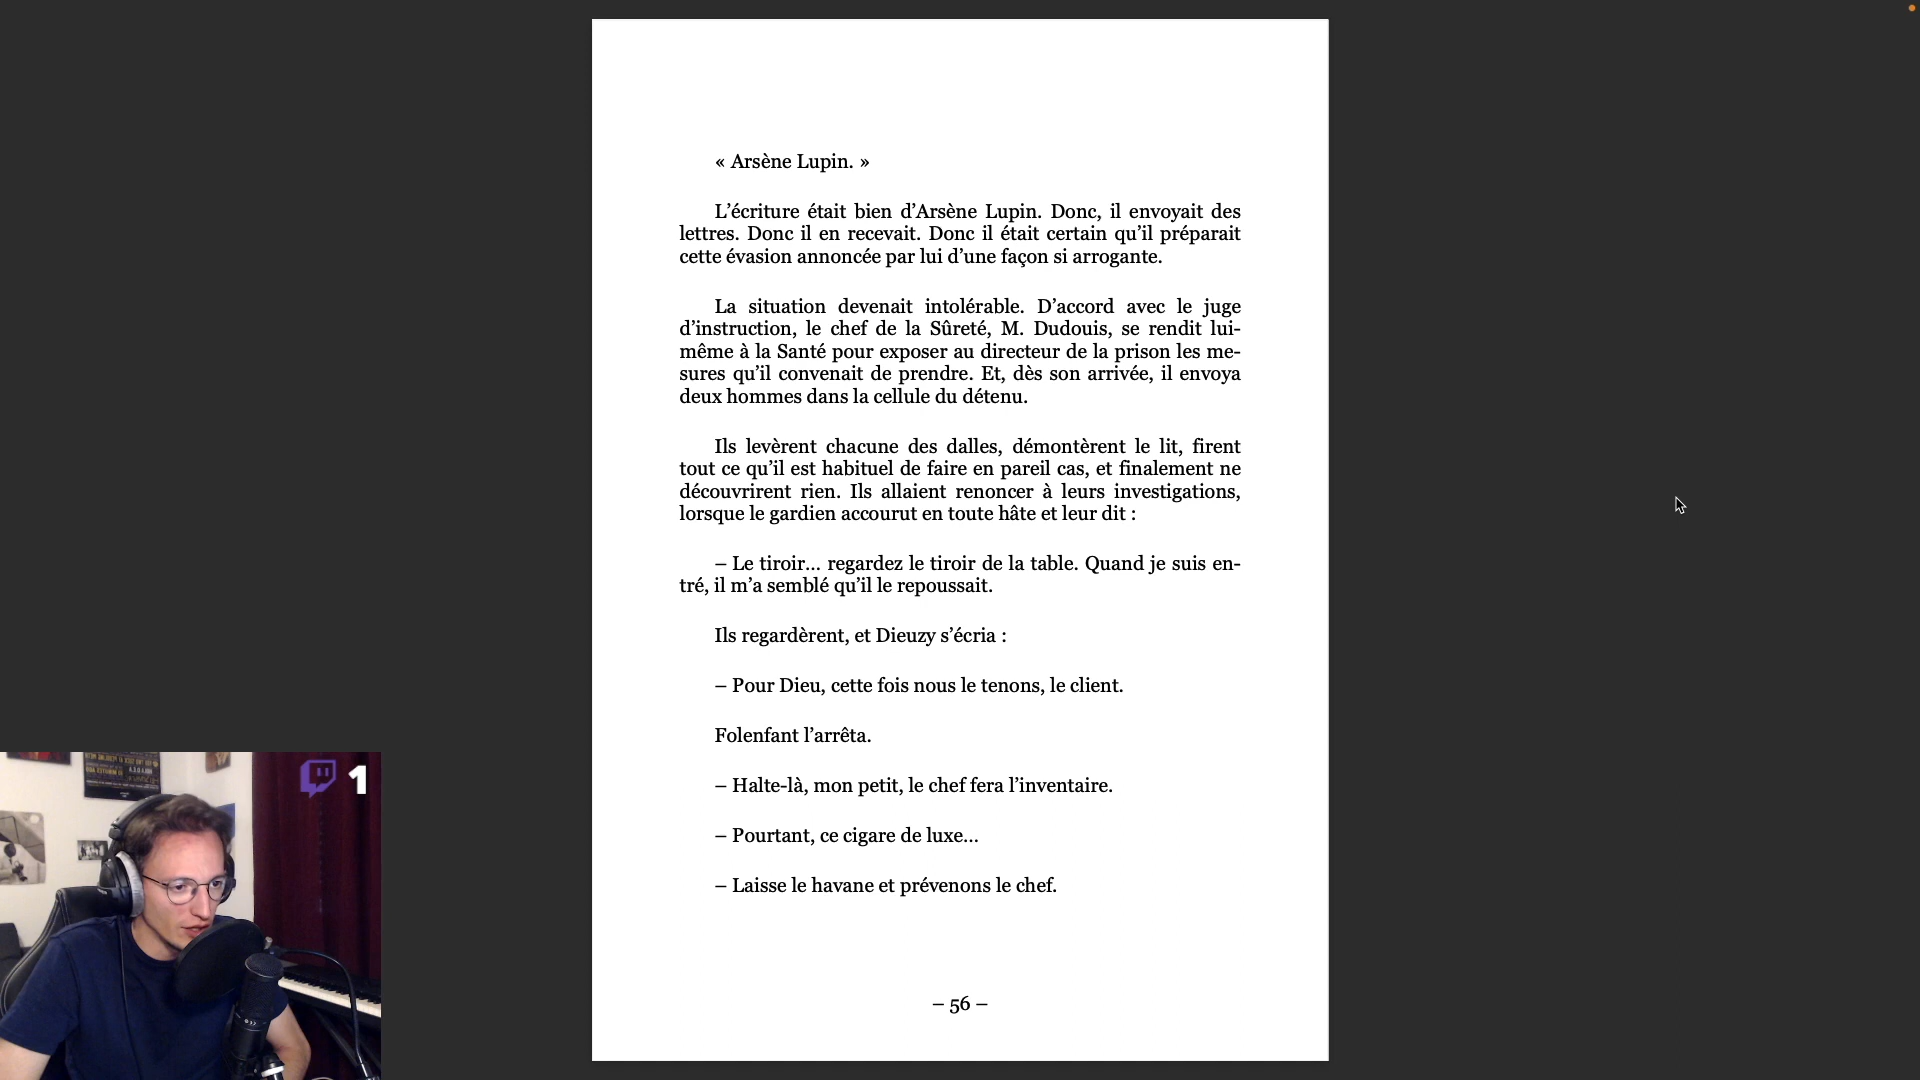 « Arsène Lupin. »
L’écriture était bien d’Arsène Lupin. Donc, il envoyait des
lettres. Donc il en recevait. Donc il était certain qu’il préparait
cette évasion annoncée par lui d’une façon si arrogante.
La situation devenait intolérable. D’accord avec le juge
d’instruction, le chef de la Sûreté, M. Dudouis, se rendit lui-
même à la Santé pour exposer au directeur de la prison les me-
sures qu’il convenait de prendre. Et, dès son arrivée, il envoya
deux hommes dans la cellule du détenu.
Ils levèrent chacune des dalles, démontèrent le lit, firent
tout ce qu’il est habituel de faire en pareil cas, et finalement ne
découvrirent rien. Ils allaient renoncer à leurs investigations,
lorsque le gardien accourut en toute hâte et leur dit :
– Le tiroir… regardez le tiroir de la table. Quand je suis en-
tré, il m’a semblé qu’il le repoussait.
Ils regardèrent, et Dieuzy s’écria :
– Pour Dieu, cette fois nous le tenons, le client.
Folenfant l’arrêta.
– Halte-là, mon petit, le chef fera l’inventaire.
– Pourtant, ce cigare de luxe…
– Laisse le havane et prévenons le chef.
– 56 –
1